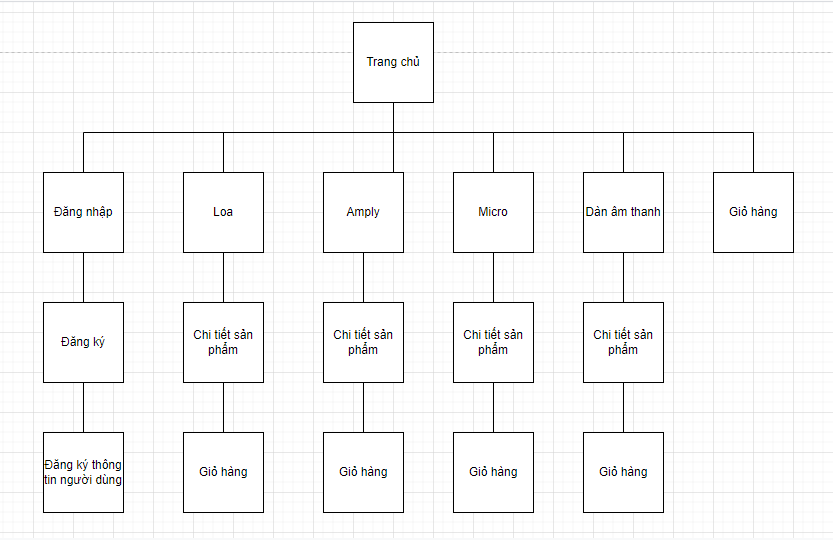 Trang chủ
Đăng nhập
Loa
Amply
Micro
Dàn âm thanh
Giỏ hàng
Đăng ký
Chi tiết sản
phẩm
Chi tiết sản
phẩm
Chi tiết sản
phẩm
Chi tiết sản
phẩm
Đăng ký thông
tin người dùng
Giỏ hàng
Giỏ hàng
Giỏ hàng
Giỏ hàng